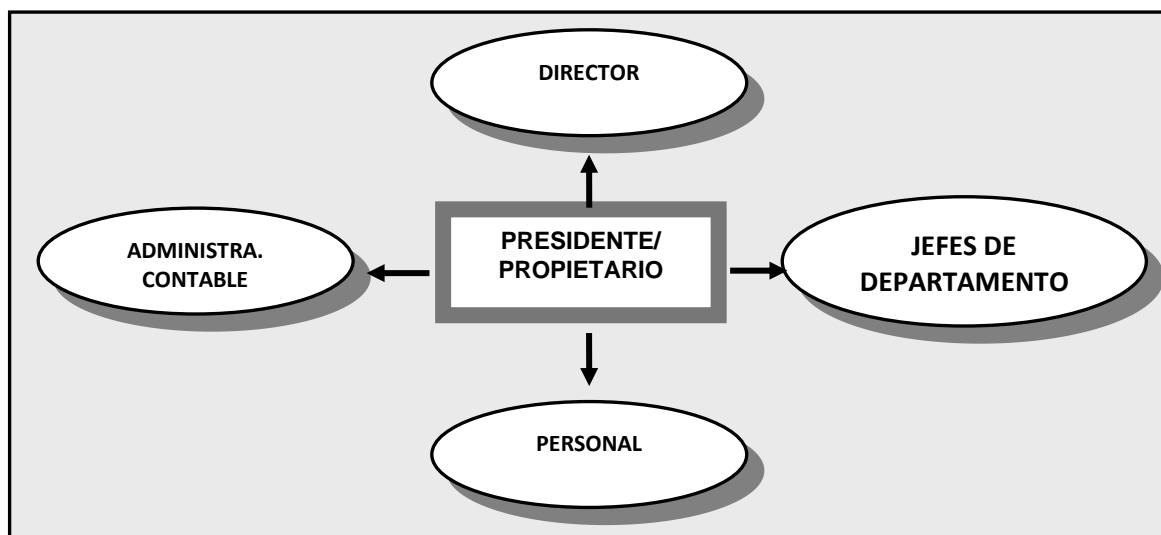 DIRECTOR
ADMINISTRA.
CONTABLE
PRESIDENTE/
PROPIETARIO
JEFES DE
DEPARTAMENTO
PERSONAL